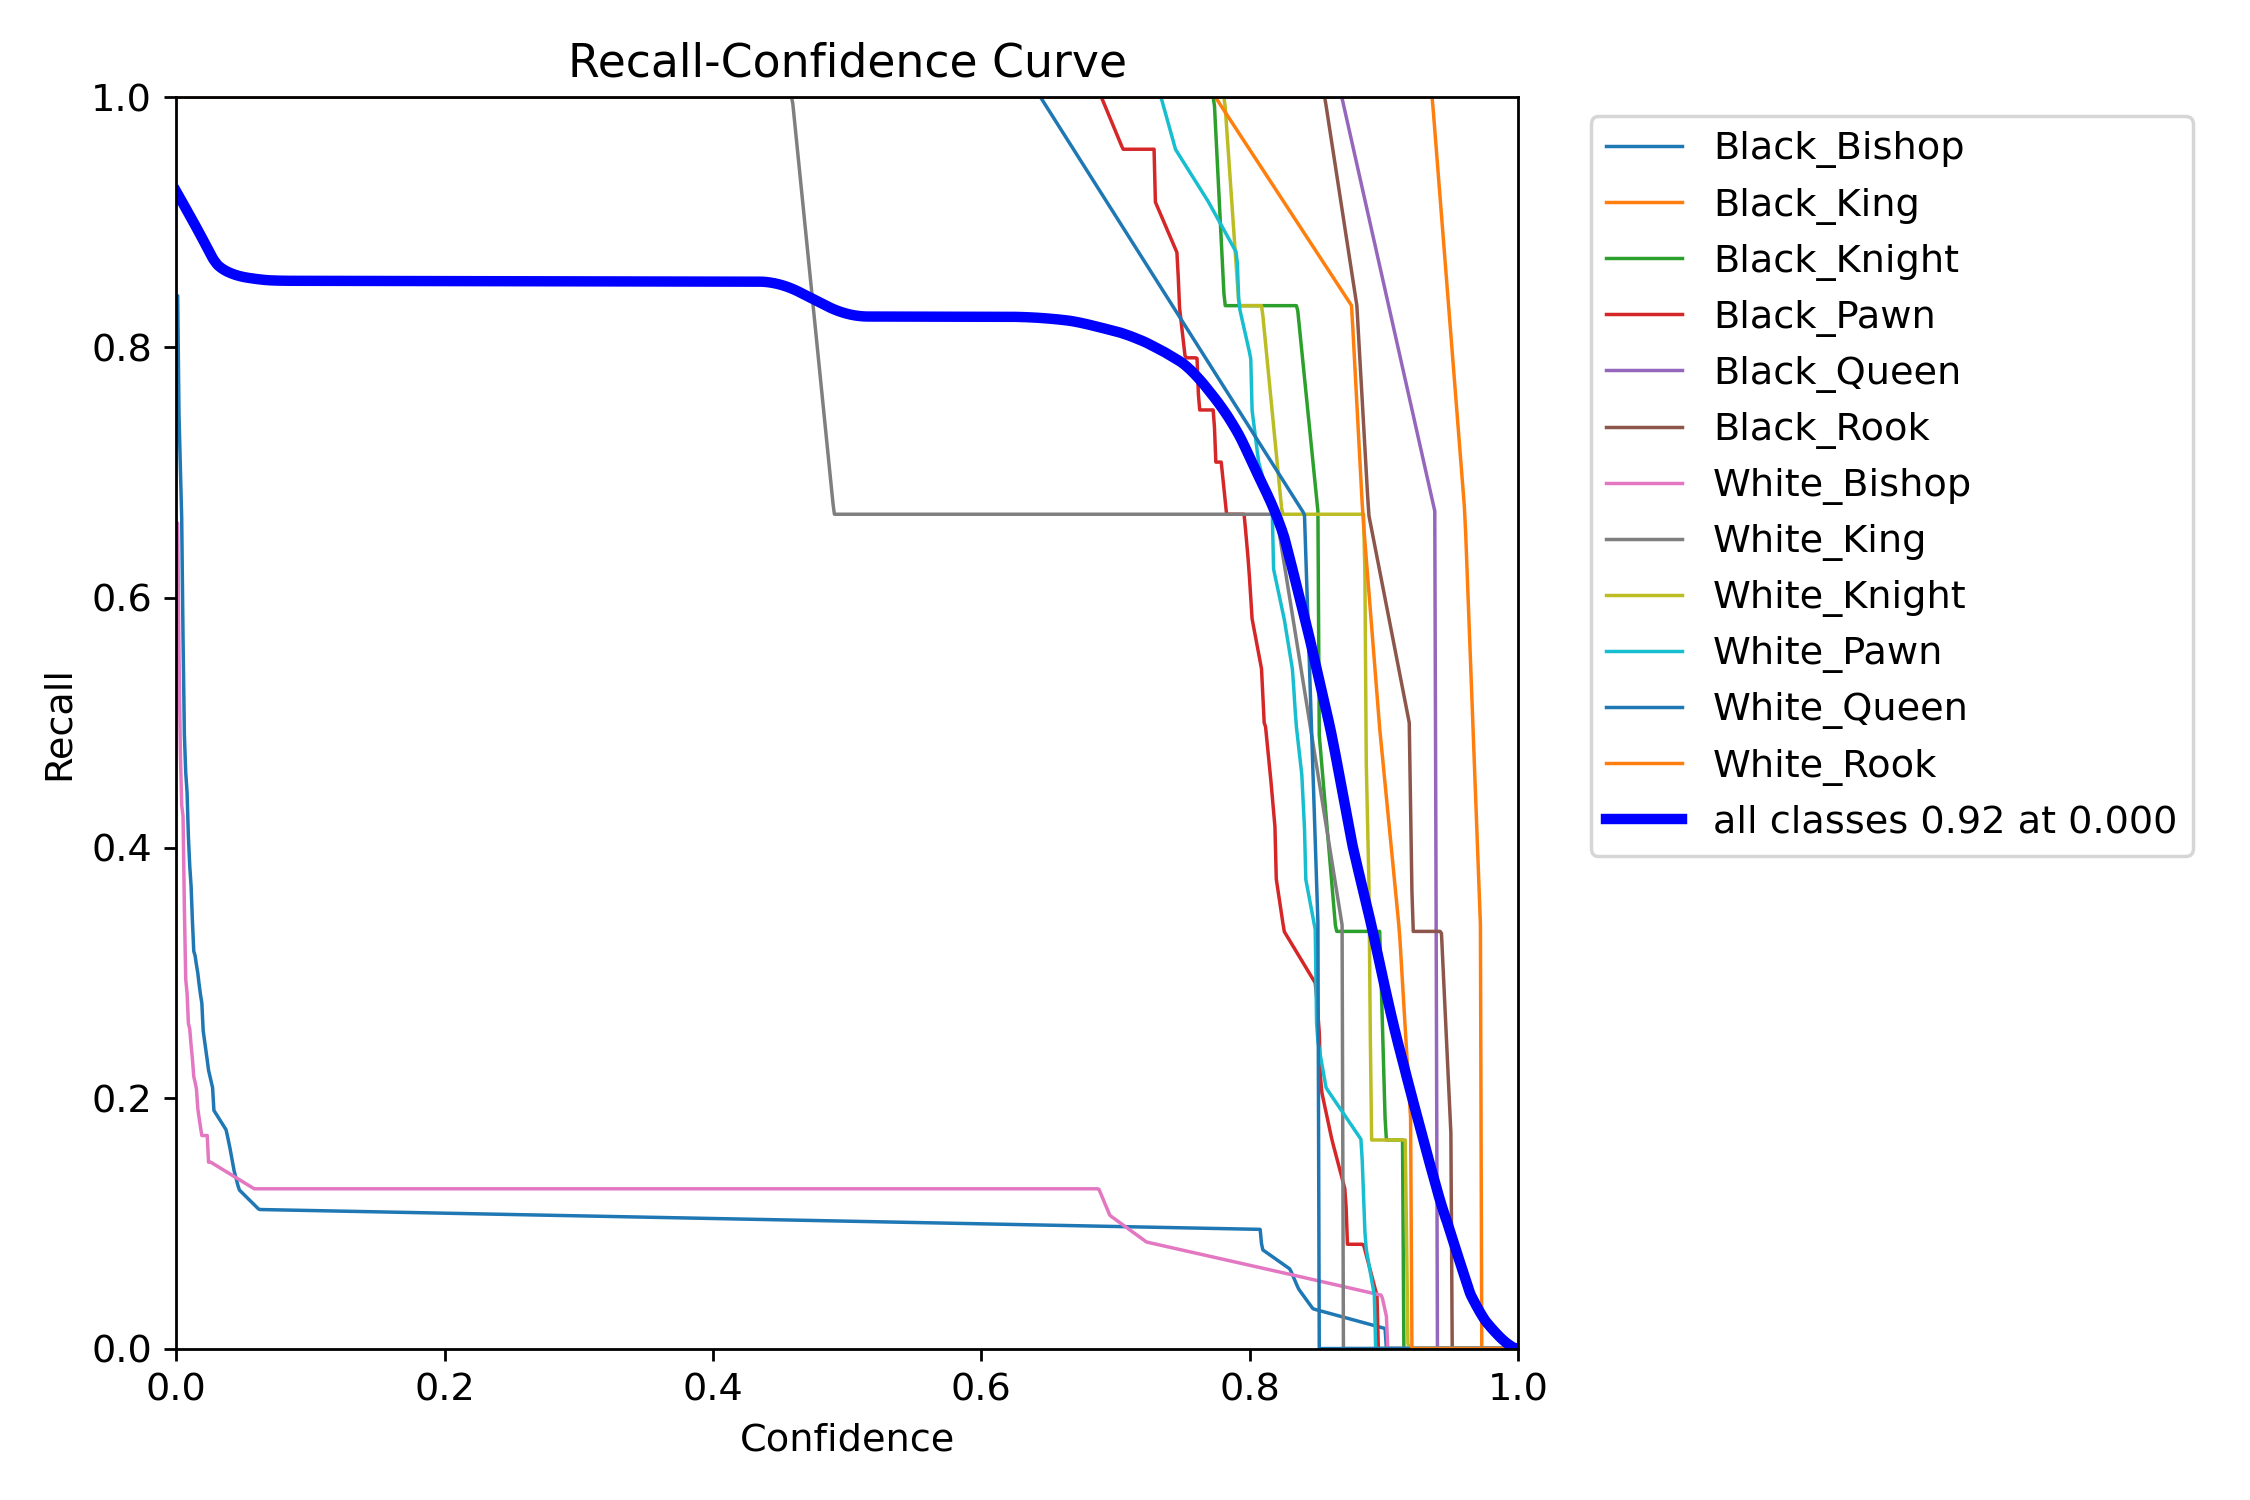 Recall-Confidence Curve
1.0
0.8
0.6
0.4
0.2
0.0
Recall
0.0 0.2 0.4 0.6 0.8 1.0
Confidence
Black_Bishop
Black_King
Black_Knight
Black_Pawn
Black_Queen
Black_Rook
White_Bishop
White_King
White_Knight
White_Pawn
White_Queen
White_Rook
all classes 0.92 at 0.000